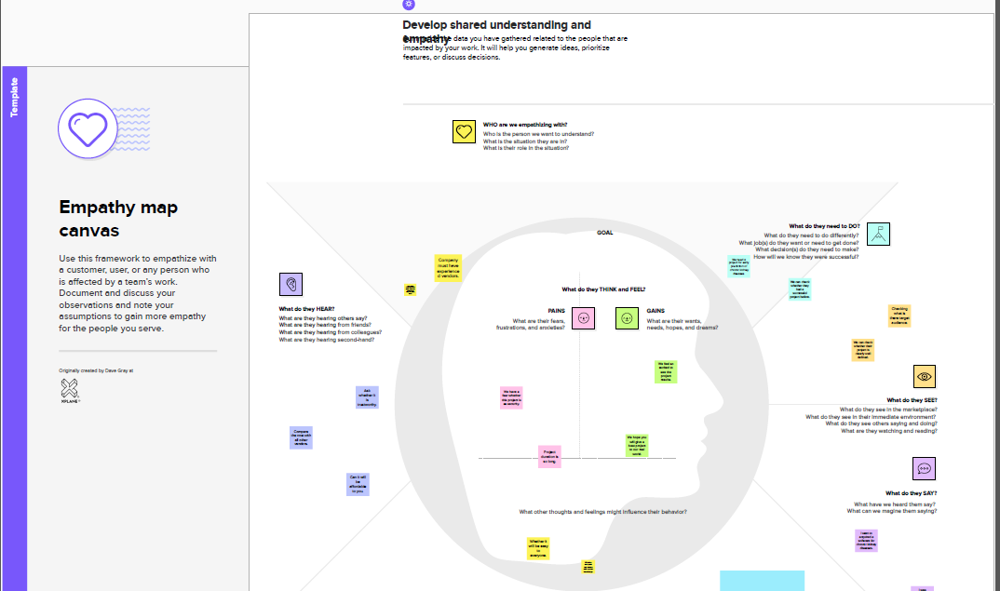 Template
Empathy map
canvas
Use this framework to empathize with
a customer, user, or any person who
is affected by a team's work.
Document and discuss your
observations and note your
assumptions to gain more empathy
for the people you serve.
Originally created by Dave Gray at
XPLANE
Develop shared understanding and
empathy
data you have gathered related to the people that are
impacted by your work. It will help you generate ideas, prioritize
features, or discuss decisions.
WHO are we empathizing with?
Who is the person we want to understand?
What is the situation they are in?
What is their role in the situation?
GOAL
What do they need to DO?
What do they need to do differently?
What job(s) do they want or need to get done?
What decision(s) do they need to make?
How will we know they were successful?
Company
must have
experience
d vendors.
What do they THINK and FEEL?
PAINS
What are their fears,
frustrations, and anxieties?
GAINS
What are their wants,
needs, hopes, and dreams?
What do they HEAR?
What are they hearing others say?
What are they hearing from friends?
What are they hearing from colleagues?
What are they hearing second-hand?
Checking
what is
there target
audience.
Ask
whether it
is
trustworthy.
Compare
the cost with
all other
vendors.
Can it will
be
affordable
to you.
Project
duration is
so long.
What do they SEE?
What do they see in the marketplace?
What do they see in their immediate environment?
What do they see others saying and doing?
What are they watching and reading?
What do they SAY?
What have we heard them say?
What can we magine them saying?
What other thoughts and feelings might influence their behavior?
Whether it
will be easy
to
everyone.